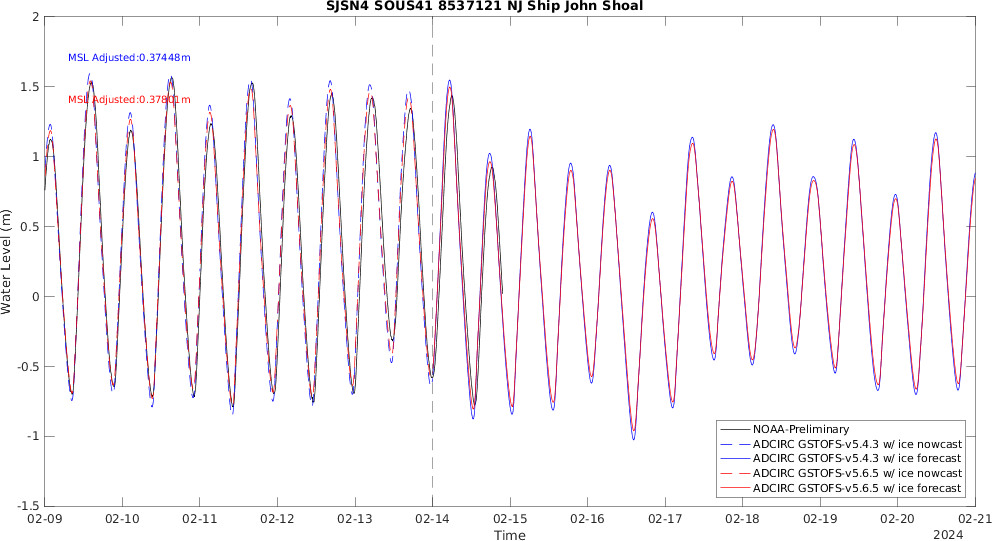 SJSN4 SOUS41 8537121 NJ Ship John Shoal
2
1.5
1
0.5
0
-0.5
-1
-1.5
Water Level (m)
MSL Adjusted:0.37448m
MSL Adjusted:0.37801m
NOAA-Preliminary
ADCIRC GSTOFS-v5.4.3 w/ ice nowcast
ADCIRC GSTOFS-v5.4.3 w/ ice forecast
ADCIRC GSTOFS-v5.6.5 w/ ice nowcast
ADCIRC GSTOFS-v5.6.5 w/ ice forecast
02-09 02-10 02-11 02-12 02-13 02-14 02-15 02-16 02-17 02-18 02-19 02-20 02-21
Time
2024